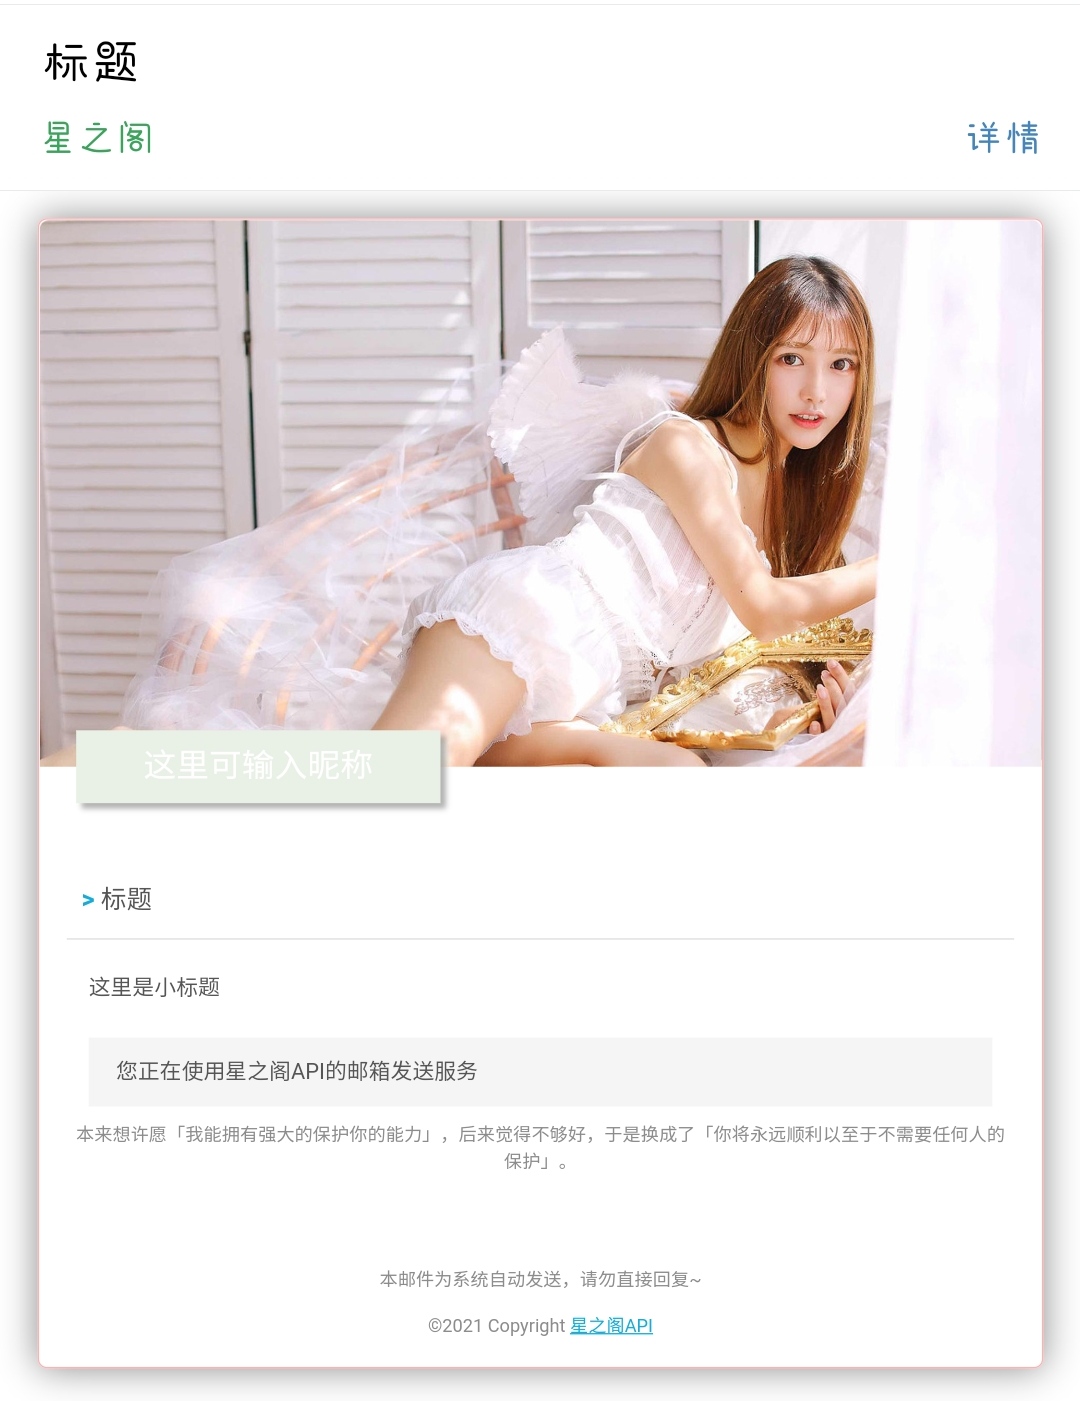 标题
星之阁
详情
这里可输入昵称
> 标题
这里是小标题
您正在使用星之阁API的邮箱发送服务
本来想许愿「我能拥有强大的保护你的能力」，后来觉得不够好，于是换成了「你将永远顺利以至于不需要任何人的
保护」。
本邮件为系统自动发送，请勿直接回复~
©2021 Copyright 星之阁API